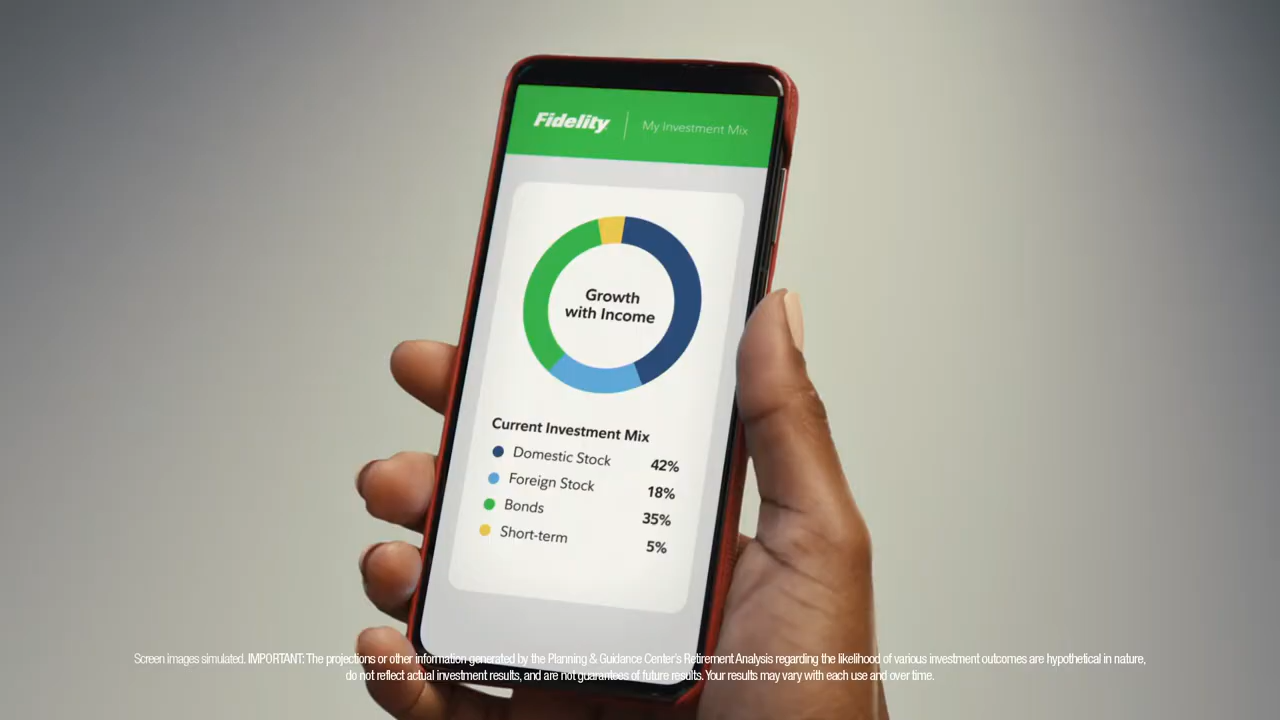 Fidelity
My Investment Mix
Growth
with Income
Current Investment Mix
Domestic Stock 42%
Foreign Stock 18%
Bonds 35%
Short-term 5%
Screen images simulated. IMPORTANT: The projections or other information generated by the Planning & Guidance Center's Retirement Analysis regarding the likelihood of various investment outcomes are hypothetical in nature,
do not reflect actual investment results, and are not guarantees of future results. Your results may vary with each use and over time.